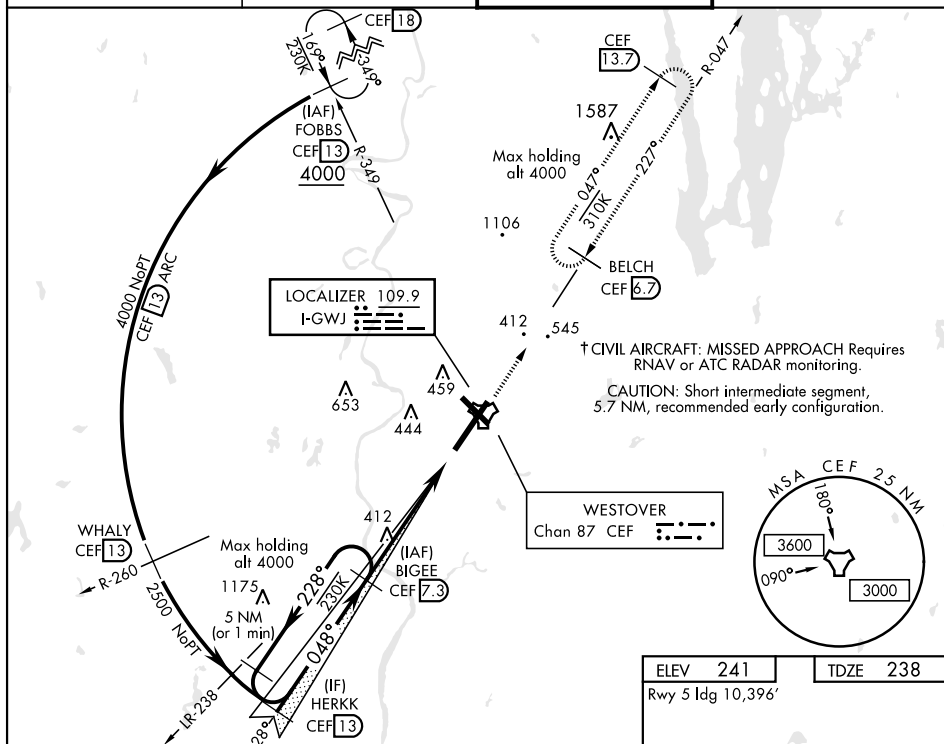 CEF 18
169°
230K
349°
(IAF)
FOBBS
CEF 13
4000
R-349
CEF
13.7
R-047
1587
Max holding
alt 4000
047°
310K
227°
1106
BELCH
CEF 6.7
4000 NoPT
CEF 13 ARC
LOCALIZER 109.9
I-GWJ
412
545
† CIVIL AIRCRAFT: MISSED APPROACH Requires
RNAV or ATC RADAR monitoring.
CAUTION: Short intermediate segment,
5.7 NM, recommended early configuration.
653
459
444
WESTOVER
Chan 87 CEF
MSA CEF 25 NM
180°
3600
090°
3000
WHALY
CEF 13
R-260
2500 NoPT
Max holding
alt 4000
1175
5 NM
(or 1 min)
412
(IAF)
BIGEE
CEF 7.3
228°
230K
048°
LR-238
(IF)
HERKK
CEF 13
28°
ELEV 241
TDZE 238
Rwy 5 ldg 10,396'